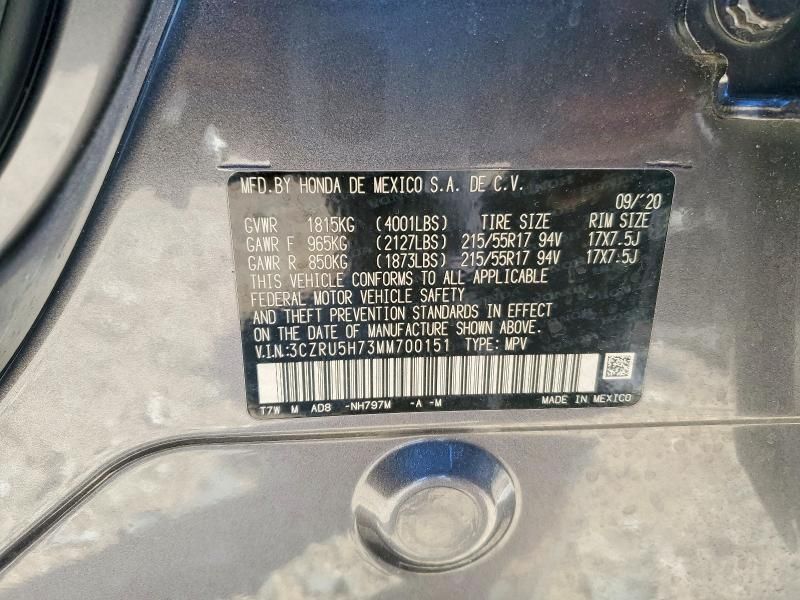 MFD. BY HONDA DE MEXICO S.A. DE C.V.
09/'20
GVWR 1815KG (4001LBS) TIRE SIZE RIM SIZE
GAWR F 965KG (2127LBS) 215/55R17 94V 17X7.5J
GAWR R 850KG (1873LBS) 215/55R17 94V 17X7.5J
THIS VEHICLE CONFORMS TO ALL APPLICABLE
FEDERAL MOTOR VEHICLE SAFETY
AND THEFT PREVENTION STANDARDS IN EFFECT
ON THE DATE OF MANUFACTURE SHOWN ABOVE.
V.I.N:3CZRU5H73MM700151 TYPE: MPV
T7W M AD8 -NH797M -A -M MADE IN MEXICO